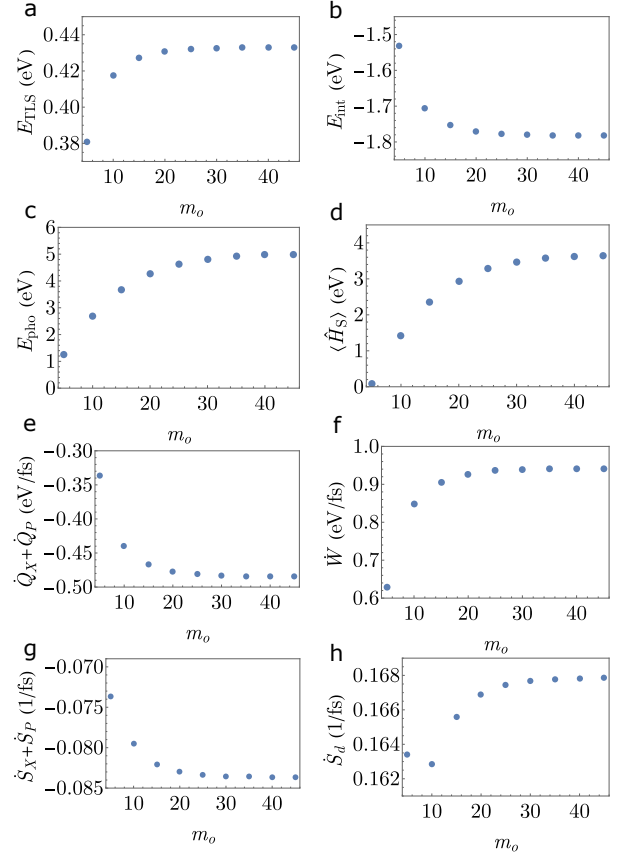 a
b
0.44
0.42
0.40
0.38
E_TLS (eV)
10 20 30 40
m_o
−1.5
−1.6
−1.7
−1.8
E_int (eV)
10 20 30 40
m_o
c
d
6
5
4
3
2
1
0
E_pho (eV)
10 20 30 40
m_o
4
3
2
1
0
⟨Ĥ_S⟩ (eV)
10 20 30 40
m_o
e
f
−0.30
−0.35
−0.40
−0.45
−0.50
Q̇_X+Q̇_P (eV/fs)
10 20 30 40
m_o
1.0
0.9
0.8
0.7
0.6
Ẇ (eV/fs)
10 20 30 40
m_o
g
h
−0.070
−0.075
−0.080
−0.085
Ṡ_X+Ṡ_P (1/fs)
10 20 30 40
m_o
0.168
0.166
0.164
0.162
Ṡ_d (1/fs)
10 20 30 40
m_o